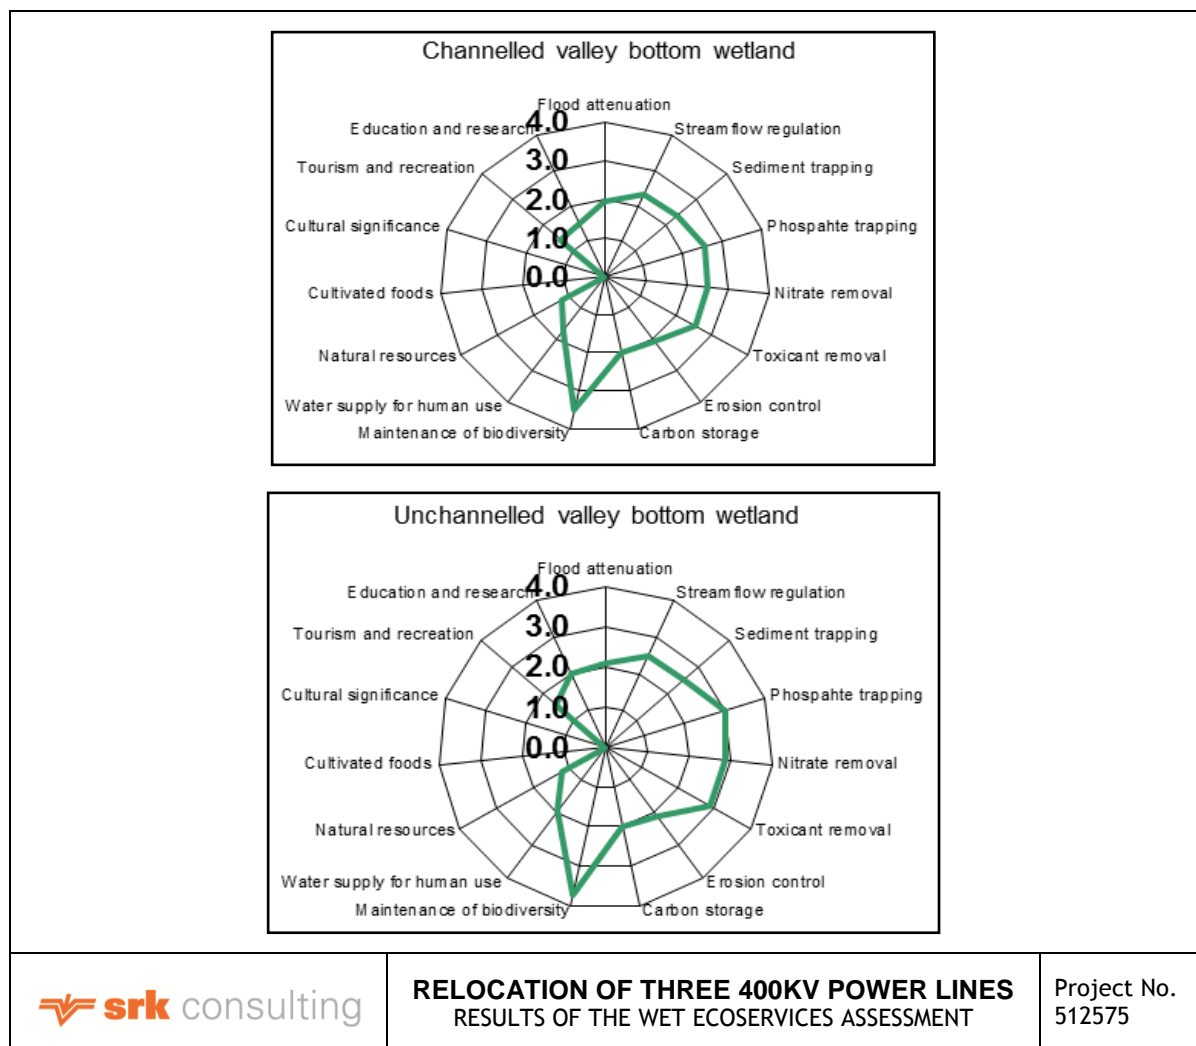 Channelled valley bottom wetland
Flood attenuation
Education and research
4.0
Streamflow regulation
Tourism and recreation
3.0
Sediment trapping
2.0
Cultural significance
Phospahte trapping
1.0
0.0
Cultivated foods
Nitrate removal
Natural resources
Toxicant removal
Water supply for human use
Erosion control
Maintenance of biodiversity
Carbon storage
Unchannelled valley bottom wetland
Flood attenuation
Education and research
4.0
Streamflow regulation
Tourism and recreation
3.0
Sediment trapping
2.0
Cultural significance
Phospahte trapping
1.0
0.0
Cultivated foods
Nitrate removal
Natural resources
Toxicant removal
Water supply for human use
Erosion control
Maintenance of biodiversity
Carbon storage
srk consulting
RELOCATION OF THREE 400KV POWER LINES
RESULTS OF THE WET ECOSERVICES ASSESSMENT
Project No.
512575